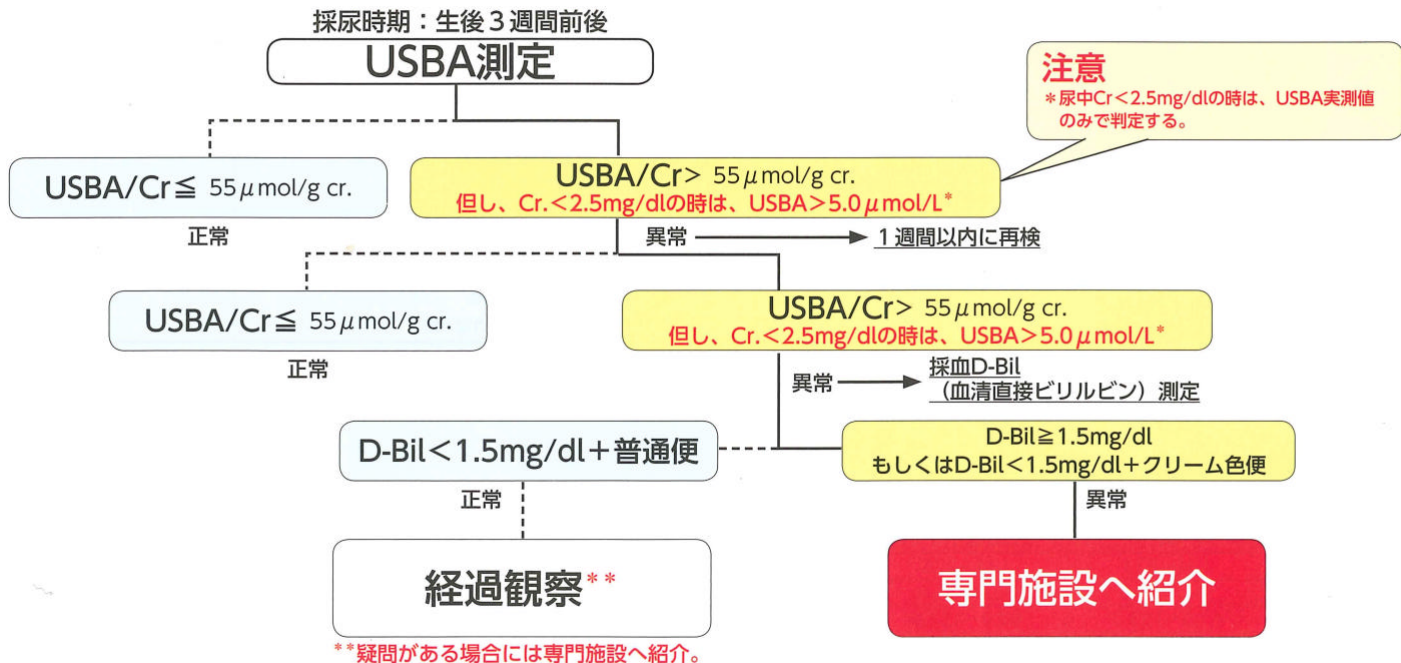 採尿時期：生後３週間前後
USBA測定
注意
*尿中Cr＜2.5mg/dlの時は、USBA実測値
のみで判定する。
USBA/Cr≦ 55μmol/g cr.
正常
USBA/Cr> 55μmol/g cr.
但し、Cr.＜2.5mg/dlの時は、USBA＞5.0μmol/L*
異常
１週間以内に再検
USBA/Cr≦ 55μmol/g cr.
正常
USBA/Cr> 55μmol/g cr.
但し、Cr.＜2.5mg/dlの時は、USBA＞5.0μmol/L*
異常
採血D-Bil
（血清直接ビリルビン）測定
D-Bil＜1.5mg/dl＋普通便
正常
D-Bil≧1.5mg/dl
もしくはD-Bil＜1.5mg/dl＋クリーム色便
異常
経過観察**
**疑問がある場合には専門施設へ紹介。
専門施設へ紹介